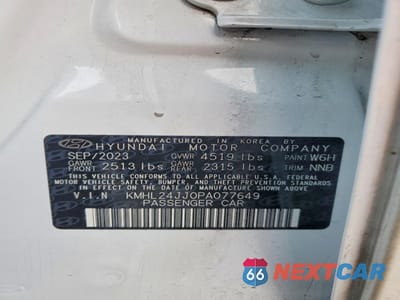 MANUFACTURED IN KOREA BY
HYUNDAI MOTOR COMPANY
SEP/2023 GVWR 4519 lbs PAINT W6H
GAWR FRONT 2513 lbs GAWR REAR 2315 lbs TRIM NNB
THIS VEHICLE CONFORMS TO ALL APPLICABLE FEDERAL MOTOR VEHICLE
SAFETY, BUMPER, AND THEFT PREVENTION STANDARDS IN
EFFECT ON THE DATE OF MANUFACTURE SHOWN ABOVE.
V.I.N KMHL24JJ0PA077649
PASSENGER CAR
66 NEXTCAR